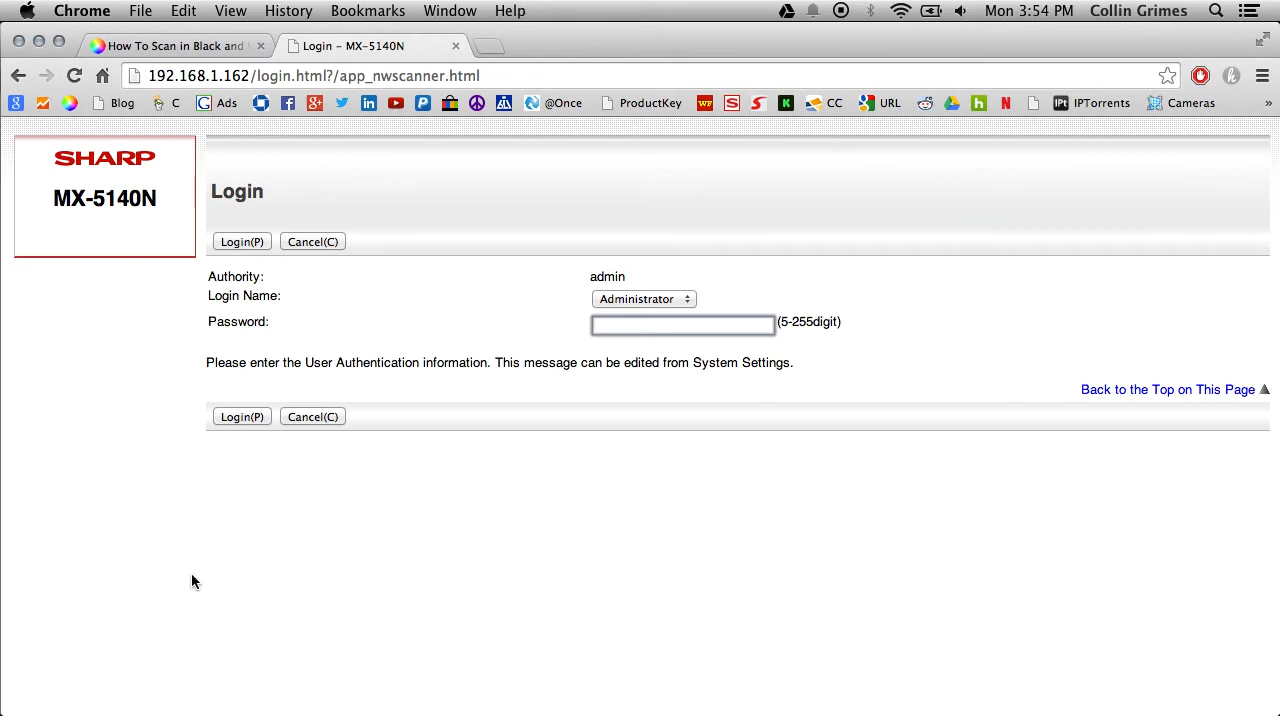 Chrome File Edit View History Bookmarks Window Help Mon 3:54 PM Collin Grimes
How To Scan in Black and Login – MX-5140N
192.168.1.162/login.html?/app_nwscanner.html
Blog C Ads @Once ProductKey WF CC URL IPTorrents Cameras »
SHARP
MX-5140N
Login
Login(P) Cancel(C)
Authority: admin
Login Name: Administrator
Password: (5-255digit)
Please enter the User Authentication information. This message can be edited from System Settings.
Back to the Top on This Page
Login(P) Cancel(C)